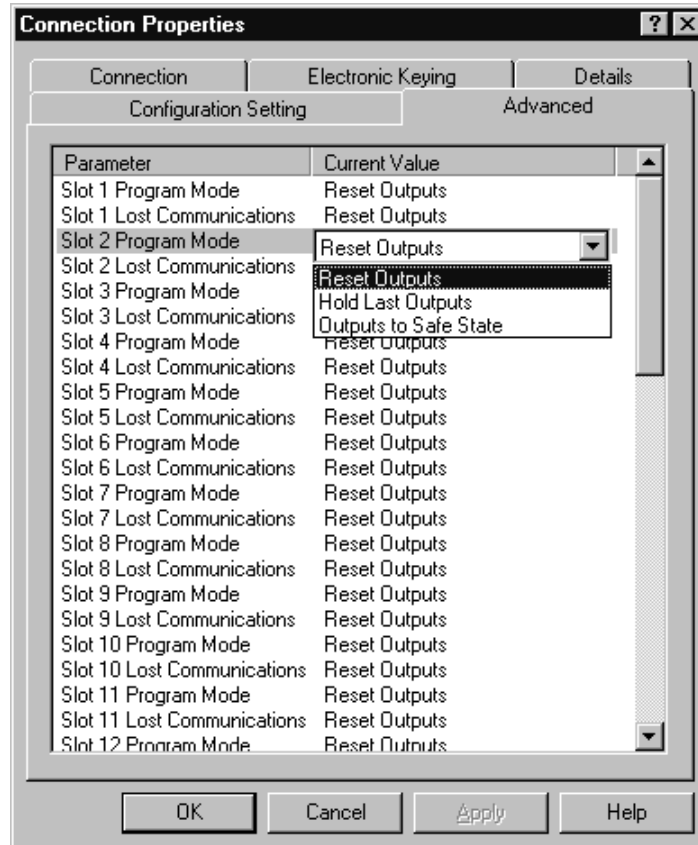 Connection Properties
Connection Electronic Keying Details
Configuration Setting Advanced
Parameter Current Value
Slot 1 Program Mode Reset Outputs
Slot 1 Lost Communications Reset Outputs
Slot 2 Program Mode Reset Outputs
Slot 2 Lost Communications Reset Outputs
Slot 3 Program Mode Hold Last Outputs
Slot 3 Lost Communications Outputs to Safe State
Slot 4 Program Mode Reset Outputs
Slot 4 Lost Communications Reset Outputs
Slot 5 Program Mode Reset Outputs
Slot 5 Lost Communications Reset Outputs
Slot 6 Program Mode Reset Outputs
Slot 6 Lost Communications Reset Outputs
Slot 7 Program Mode Reset Outputs
Slot 7 Lost Communications Reset Outputs
Slot 8 Program Mode Reset Outputs
Slot 8 Lost Communications Reset Outputs
Slot 9 Program Mode Reset Outputs
Slot 9 Lost Communications Reset Outputs
Slot 10 Program Mode Reset Outputs
Slot 10 Lost Communications Reset Outputs
Slot 11 Program Mode Reset Outputs
Slot 11 Lost Communications Reset Outputs
Slot 12 Program Mode Reset Outputs
OK Cancel Apply Help